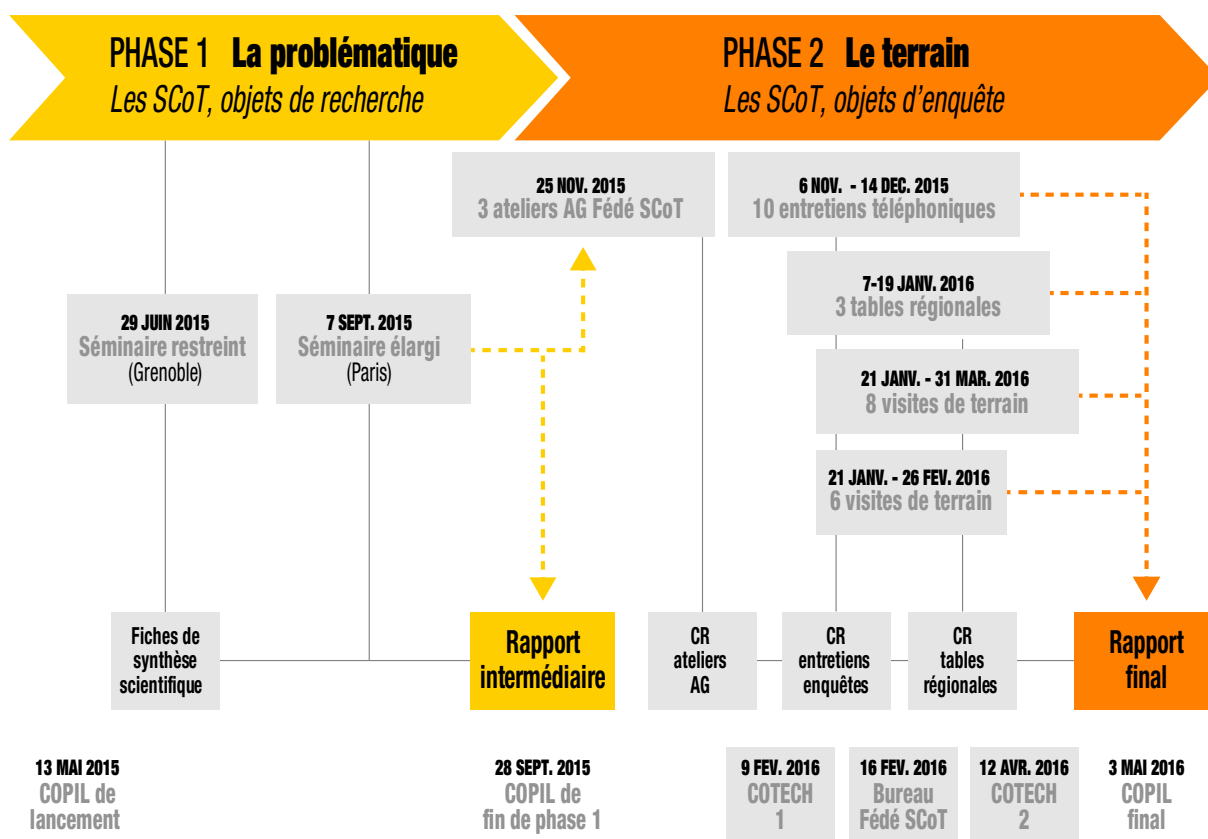 PHASE 1 La problématique
Les SCoT, objets de recherche
PHASE 2 Le terrain
Les SCoT, objets d'enquête
25 NOV. 2015
3 ateliers AG Fédé SCoT
6 NOV. - 14 DEC. 2015
10 entretiens téléphoniques
7-19 JANV. 2016
3 tables régionales
29 JUIN 2015
Séminaire restreint
(Grenoble)
7 SEPT. 2015
Séminaire élargi
(Paris)
21 JANV. - 31 MAR. 2016
8 visites de terrain
21 JANV. - 26 FEV. 2016
6 visites de terrain
Fiches de
synthèse
scientifique
Rapport
intermédiaire
CR
ateliers
AG
CR
entretiens
enquêtes
CR
tables
régionales
Rapport
final
13 MAI 2015
COPIL de
lancement
28 SEPT. 2015
COPIL de
fin de phase 1
9 FEV. 2016
COTECH
1
16 FEV. 2016
Bureau
Fédé SCoT
12 AVR. 2016
COTECH
2
3 MAI 2016
COPIL
final